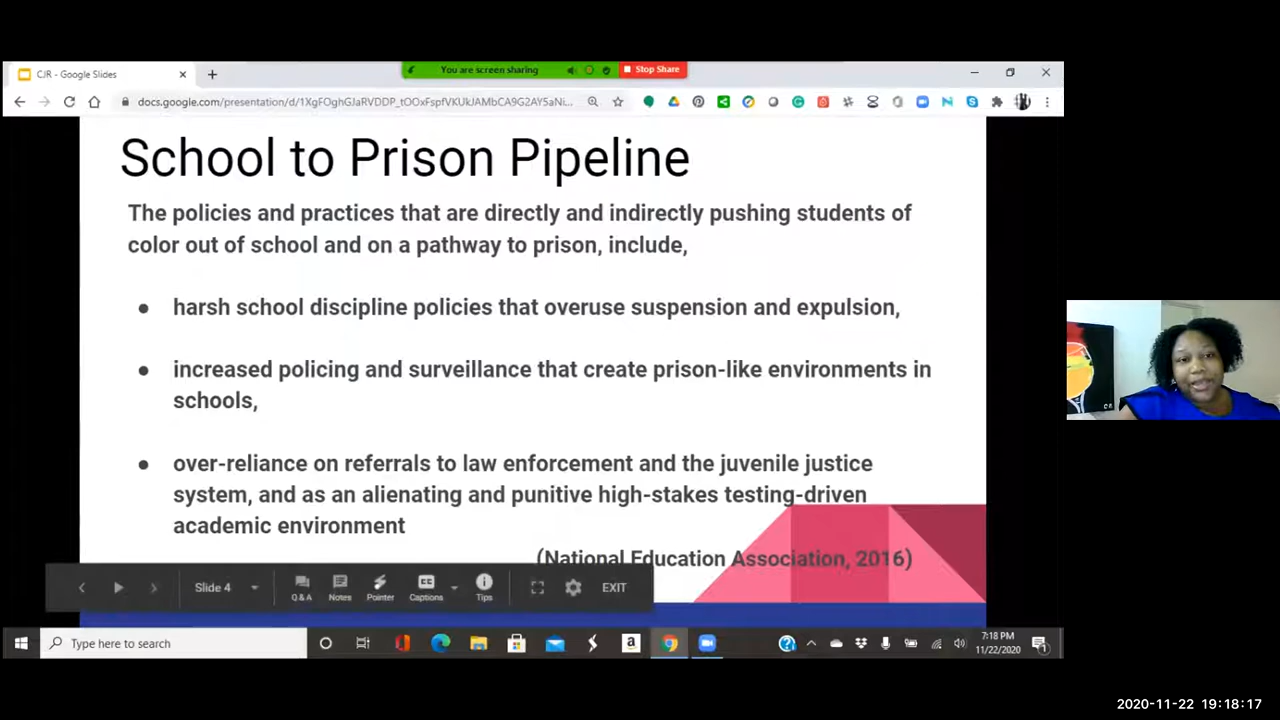 CJR - Google Slides
You are screen sharing
Stop Share
docs.google.com/presentation/d/1XgFOghGJaRVDDP_tOOxFspfVKUkJAMbCA9G2AY5aNi...
School to Prison Pipeline
The policies and practices that are directly and indirectly pushing students of
color out of school and on a pathway to prison, include,
● harsh school discipline policies that overuse suspension and expulsion,
● increased policing and surveillance that create prison-like environments in
schools,
● over-reliance on referrals to law enforcement and the juvenile justice
system, and as an alienating and punitive high-stakes testing-driven
academic environment
(National Education Association, 2016)
Slide 4
Q & A
Notes
Pointer
CC
Captions
Tips
EXIT
Type here to search
7:18 PM
11/22/2020
2020-11-22 19:18:17